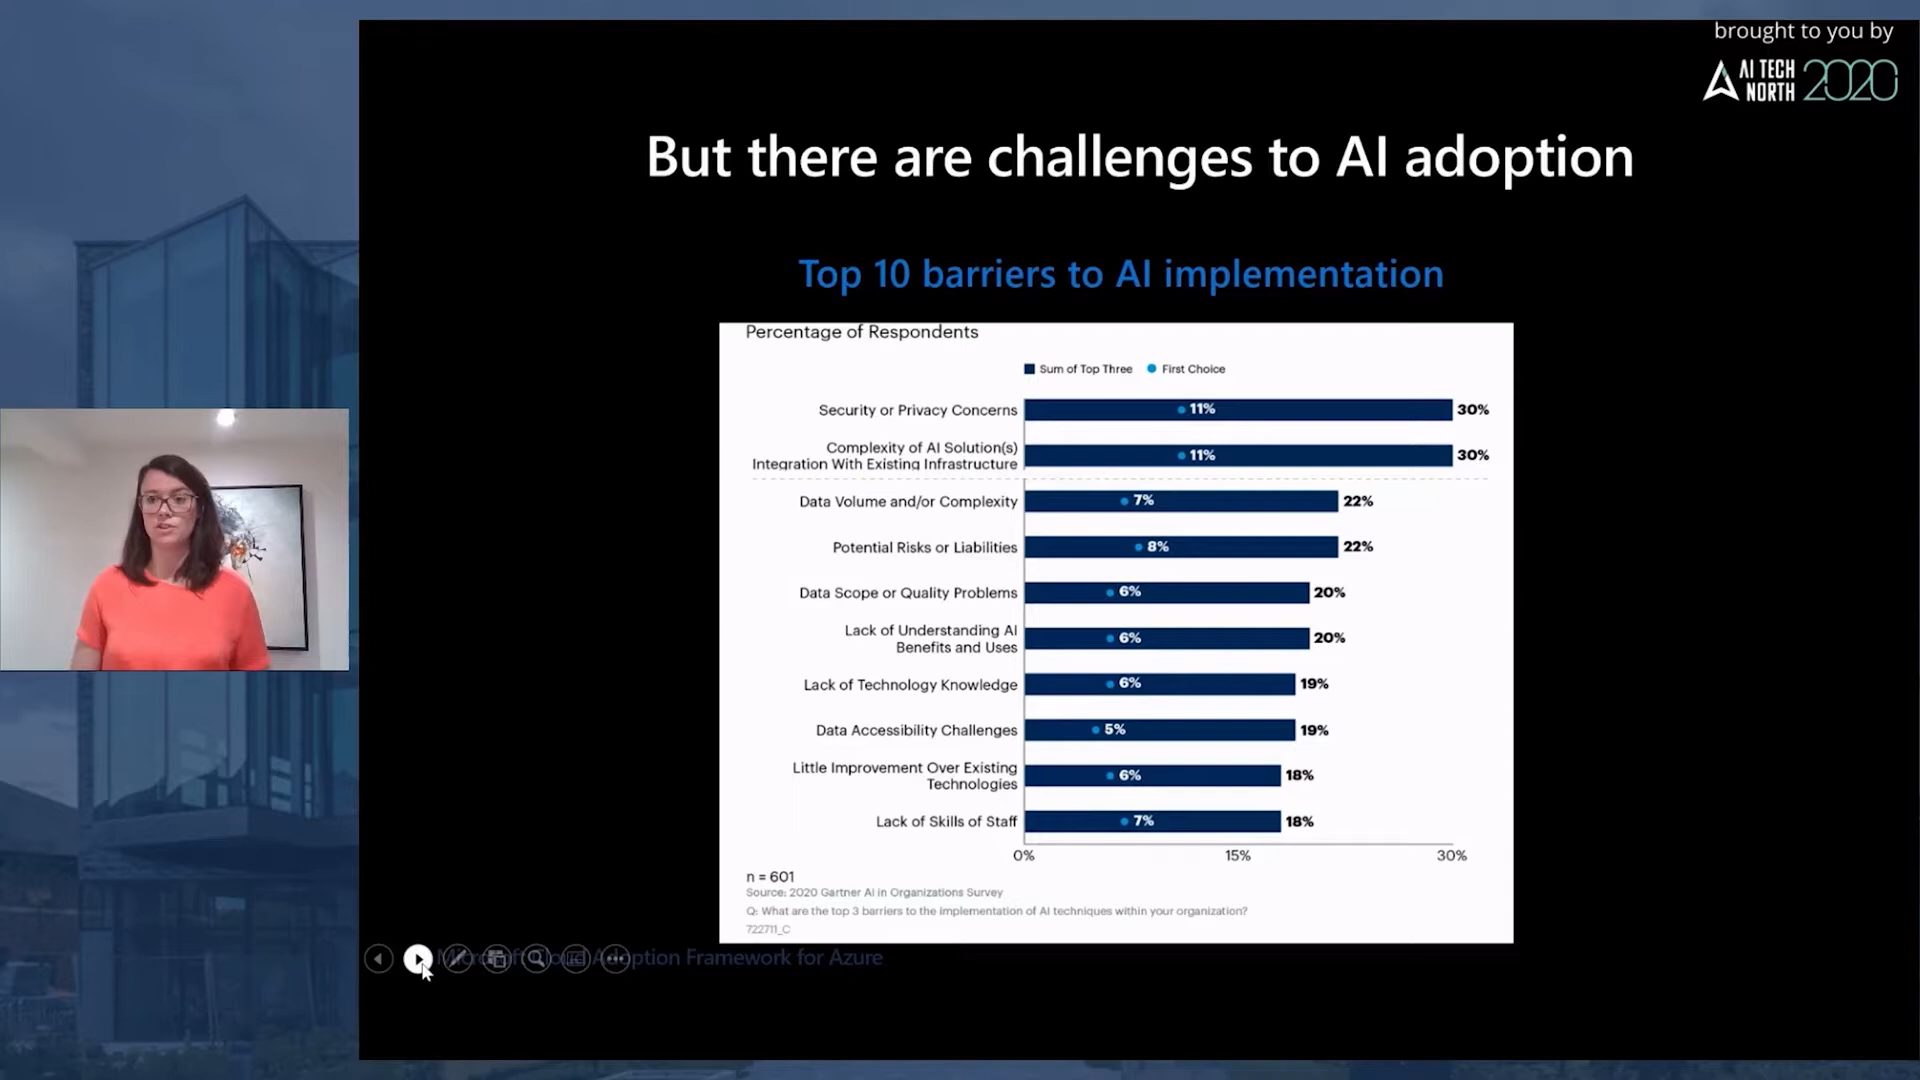 brought to you by
AI TECH
NORTH 2020
But there are challenges to AI adoption
Top 10 barriers to AI implementation
Percentage of Respondents
Sum of Top Three First Choice
Security or Privacy Concerns 11% 30%
Complexity of AI Solution(s)
Integration With Existing Infrastructure 11% 30%
Data Volume and/or Complexity 7% 22%
Potential Risks or Liabilities 8% 22%
Data Scope or Quality Problems 6% 20%
Lack of Understanding AI
Benefits and Uses 6% 20%
Lack of Technology Knowledge 6% 19%
Data Accessibility Challenges 5% 19%
Little Improvement Over Existing
Technologies 6% 18%
Lack of Skills of Staff 7% 18%
0% 15% 30%
n = 601
Source: 2020 Gartner AI in Organizations Survey
Q: What are the top 3 barriers to the implementation of AI techniques within your organization?
722711_C
Microsoft Cloud Adoption Framework for Azure